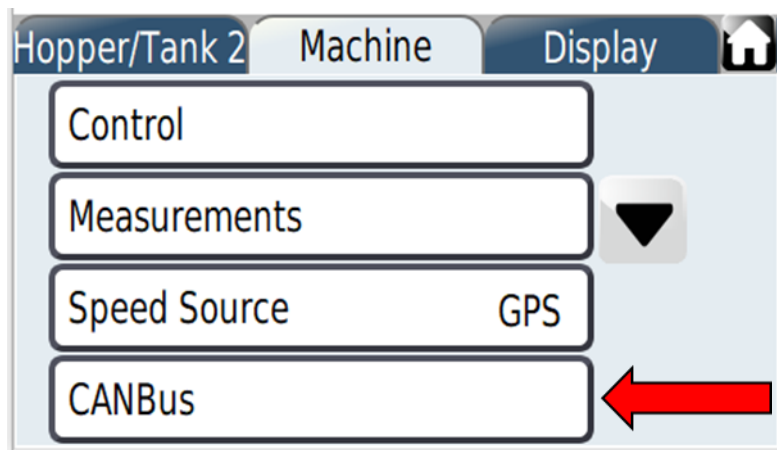 Hopper/Tank 2 Machine Display
Control
Measurements
Speed Source GPS
CANBus